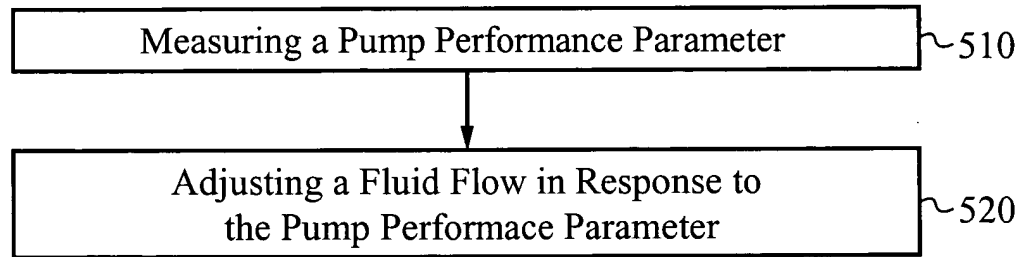 Measuring a Pump Performance Parameter
510
Adjusting a Fluid Flow in Response to
the Pump Performace Parameter
520